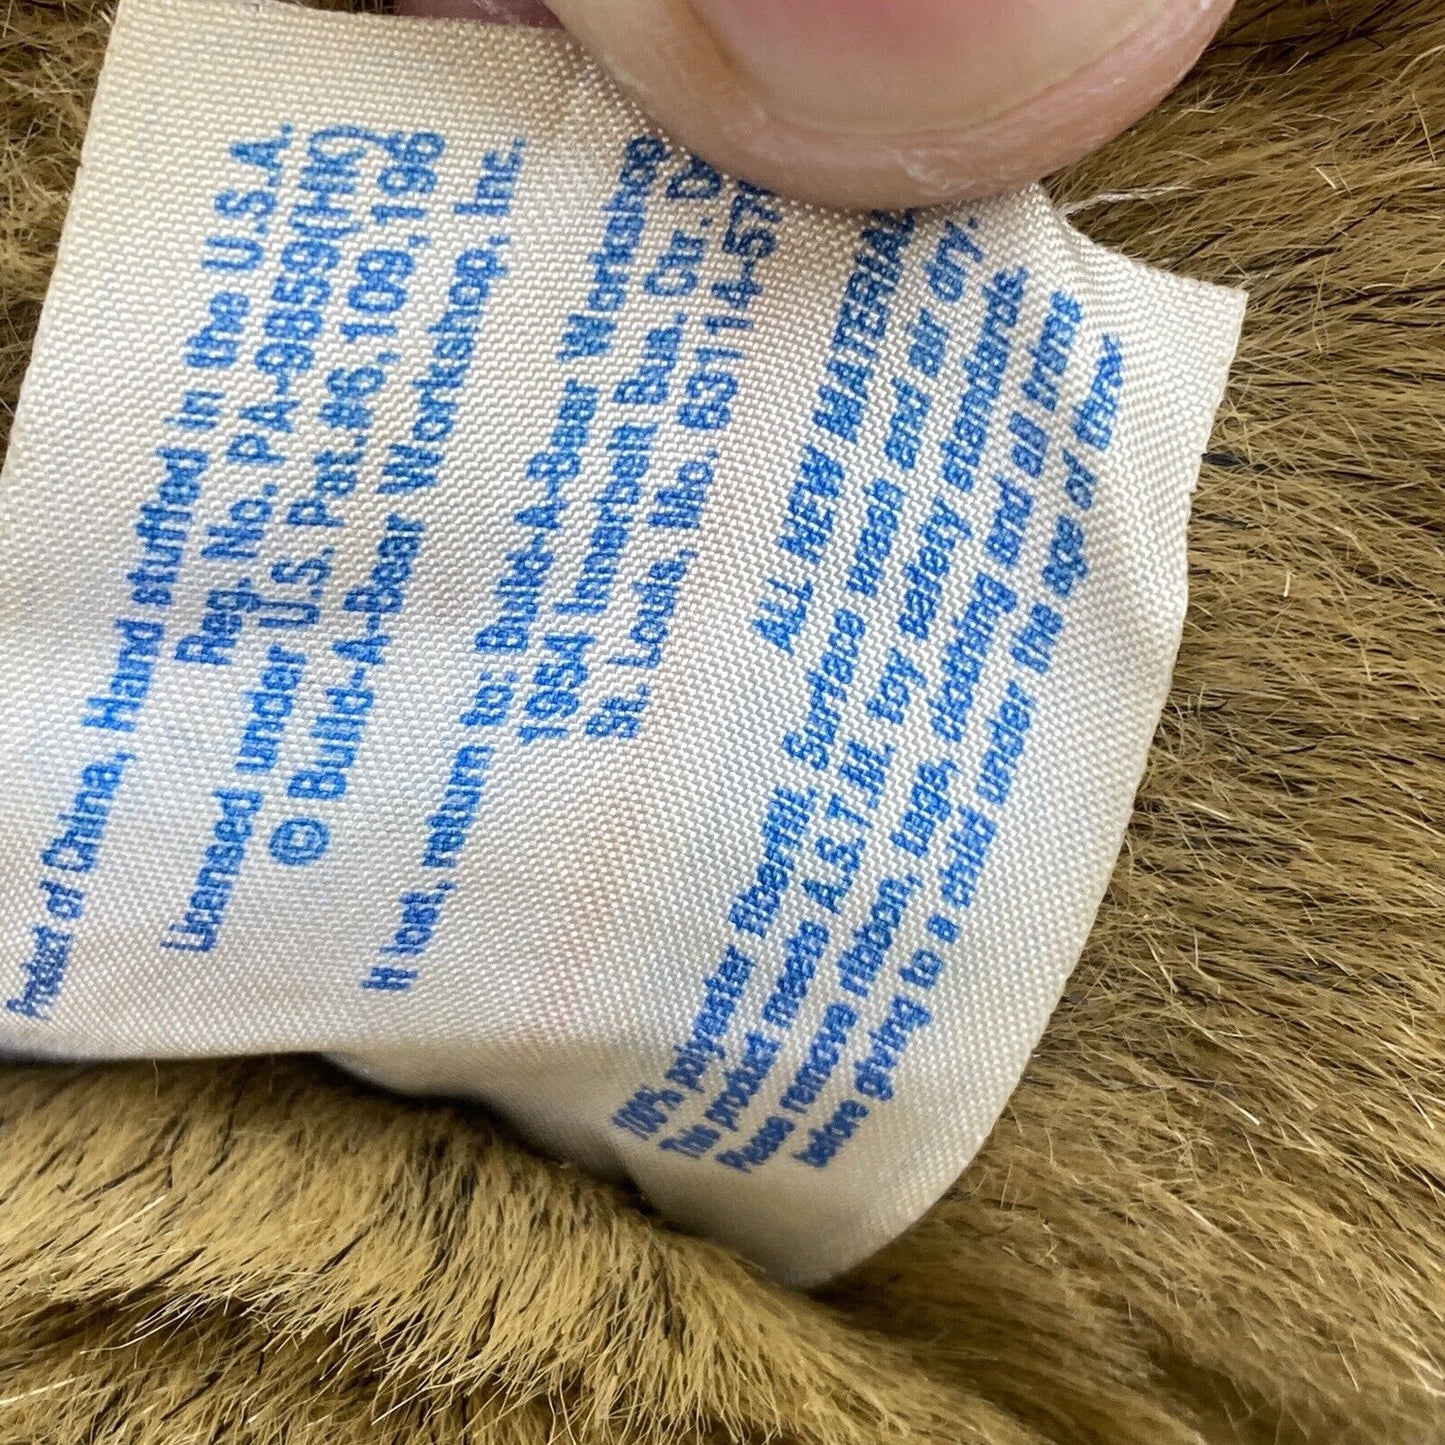 Product of China, Hand stuffed in the U.S.A.
Reg. No. PA-9859(HK)
Licensed under U.S. Pat.#6,109,196
© Build-A-Bear Workshop, Inc.
If lost, return to: Build-A-Bear Workshop
1954 Innerbelt Bus. Ctr. D
St. Louis, Mo. 63114-57
ALL NEW MATERIAL
100% polyester fiberfill. Surface wash and air dry.
This product meets A.S.T.M. toy safety standards.
Please remove ribbon, tags, clothing and all trims
before giving to a child under the age of three.